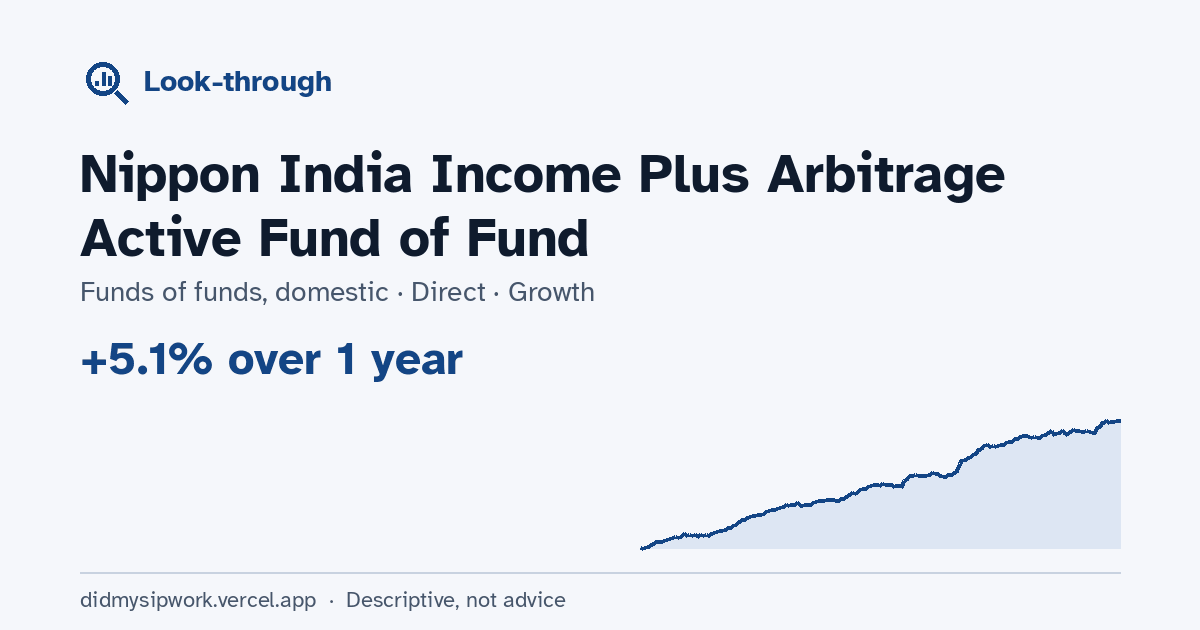 Look-through
Nippon India Income Plus Arbitrage
Active Fund of Fund
Funds of funds, domestic · Direct · Growth
+5.1% over 1 year
didmysipwork.vercel.app · Descriptive, not advice